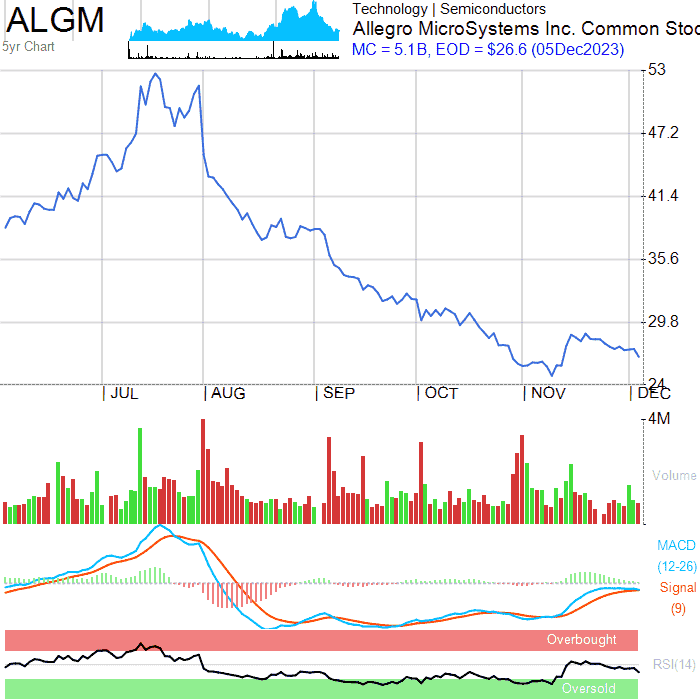 ALGM
Technology | Semiconductors
Allegro MicroSystems Inc. Common Stoc
5yr Chart
MC = 5.1B, EOD = $26.6 (05Dec2023)
53
47.2
41.4
35.6
29.8
24
JUL AUG SEP OCT NOV DEC
4M
Volume
MACD
(12-26)
Signal
(9)
Overbought
RSI(14)
Oversold